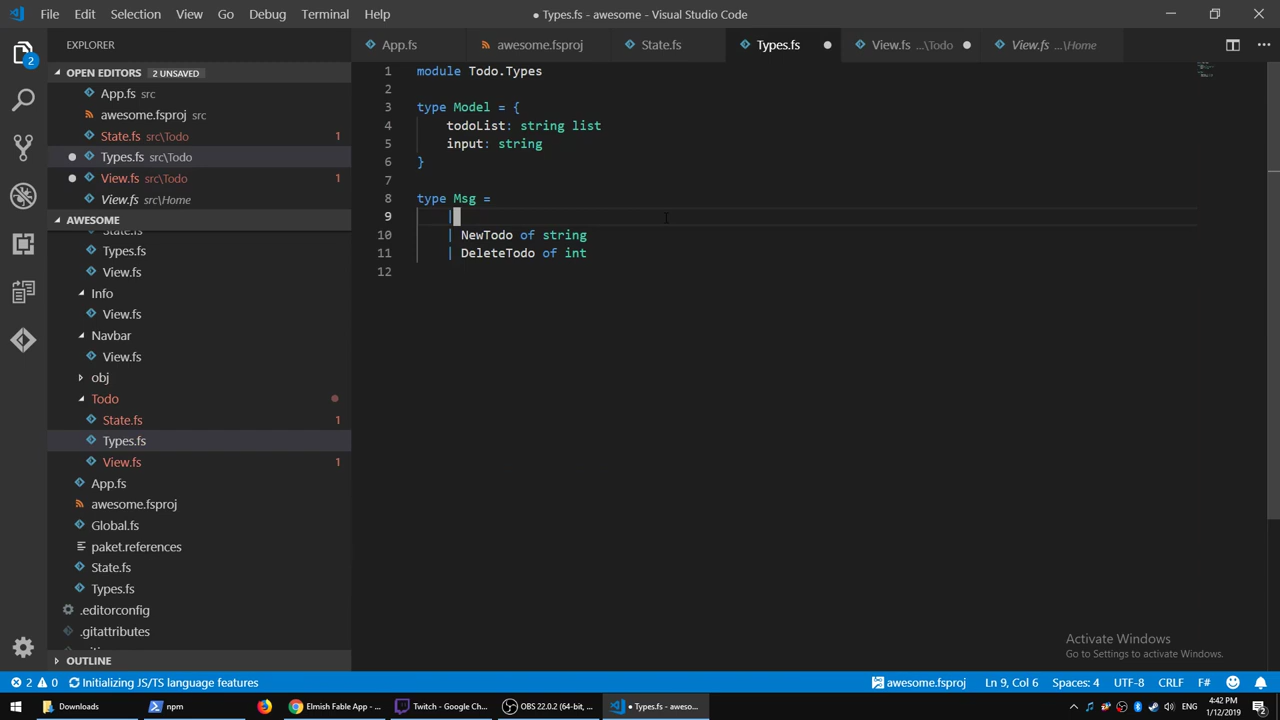 File Edit Selection View Go Debug Terminal Help
● Types.fs - awesome - Visual Studio Code
EXPLORER
App.fs
awesome.fsproj
State.fs
Types.fs
View.fs ...\Todo
View.fs ...\Home
2
OPEN EDITORS 2 UNSAVED
App.fs src
awesome.fsproj src
State.fs src\Todo 1
Types.fs src\Todo
View.fs src\Todo 1
View.fs src\Home
AWESOME
State.fs
Types.fs
View.fs
Info
View.fs
Navbar
View.fs
obj
Todo
State.fs 1
Types.fs
View.fs 1
App.fs
awesome.fsproj
Global.fs
paket.references
State.fs
Types.fs
.editorconfig
.gitattributes
OUTLINE
1 module Todo.Types
2
3 type Model = {
4 todoList: string list
5 input: string
6 }
7
8 type Msg =
9 |
10 | NewTodo of string
11 | DeleteTodo of int
12
Activate Windows
Go to Settings to activate Windows.
2 0 Initializing JS/TS language features
awesome.fsproj Ln 9, Col 6 Spaces: 4 UTF-8 CRLF F#
Downloads
npm
Elmish Fable App - ...
Twitch - Google Ch...
OBS 22.0.2 (64-bit, ...
● Types.fs - aweso...
ENG
4:42 PM
1/12/2019
2